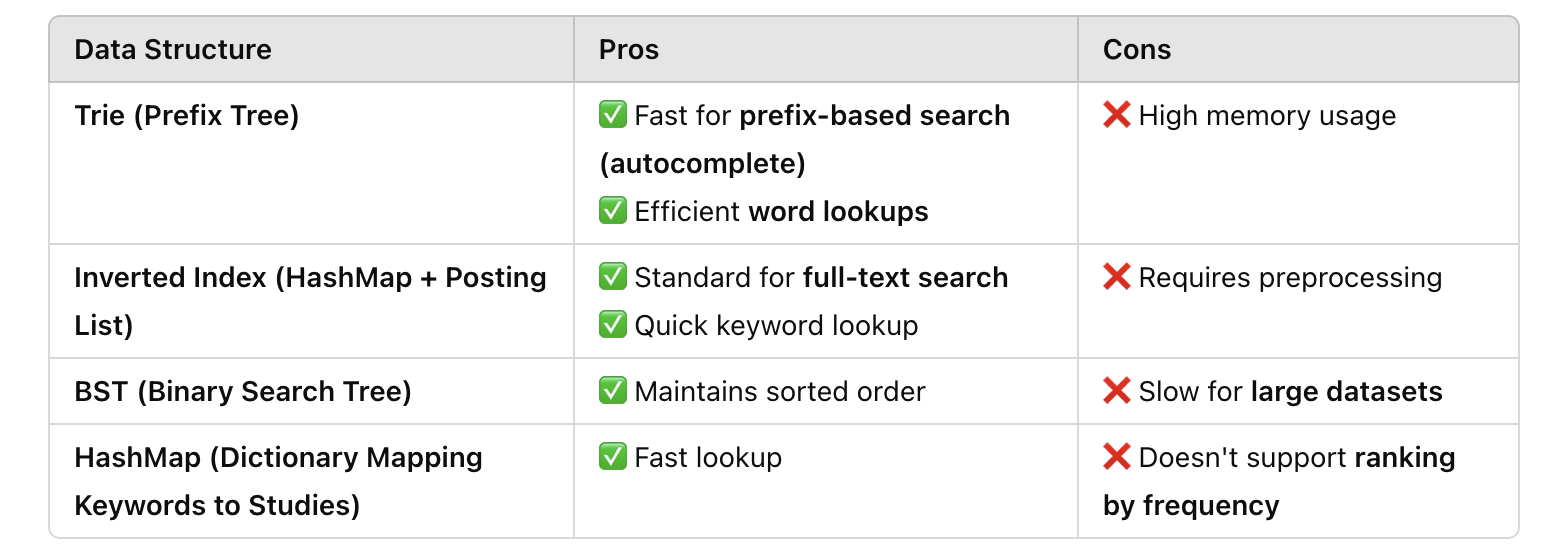 Data Structure Pros Cons
Trie (Prefix Tree) ✅ Fast for prefix-based search ❌ High memory usage
(autocomplete)
✅ Efficient word lookups
Inverted Index (HashMap + Posting ✅ Standard for full-text search ❌ Requires preprocessing
List) ✅ Quick keyword lookup
BST (Binary Search Tree) ✅ Maintains sorted order ❌ Slow for large datasets
HashMap (Dictionary Mapping ✅ Fast lookup ❌ Doesn't support ranking
Keywords to Studies) by frequency